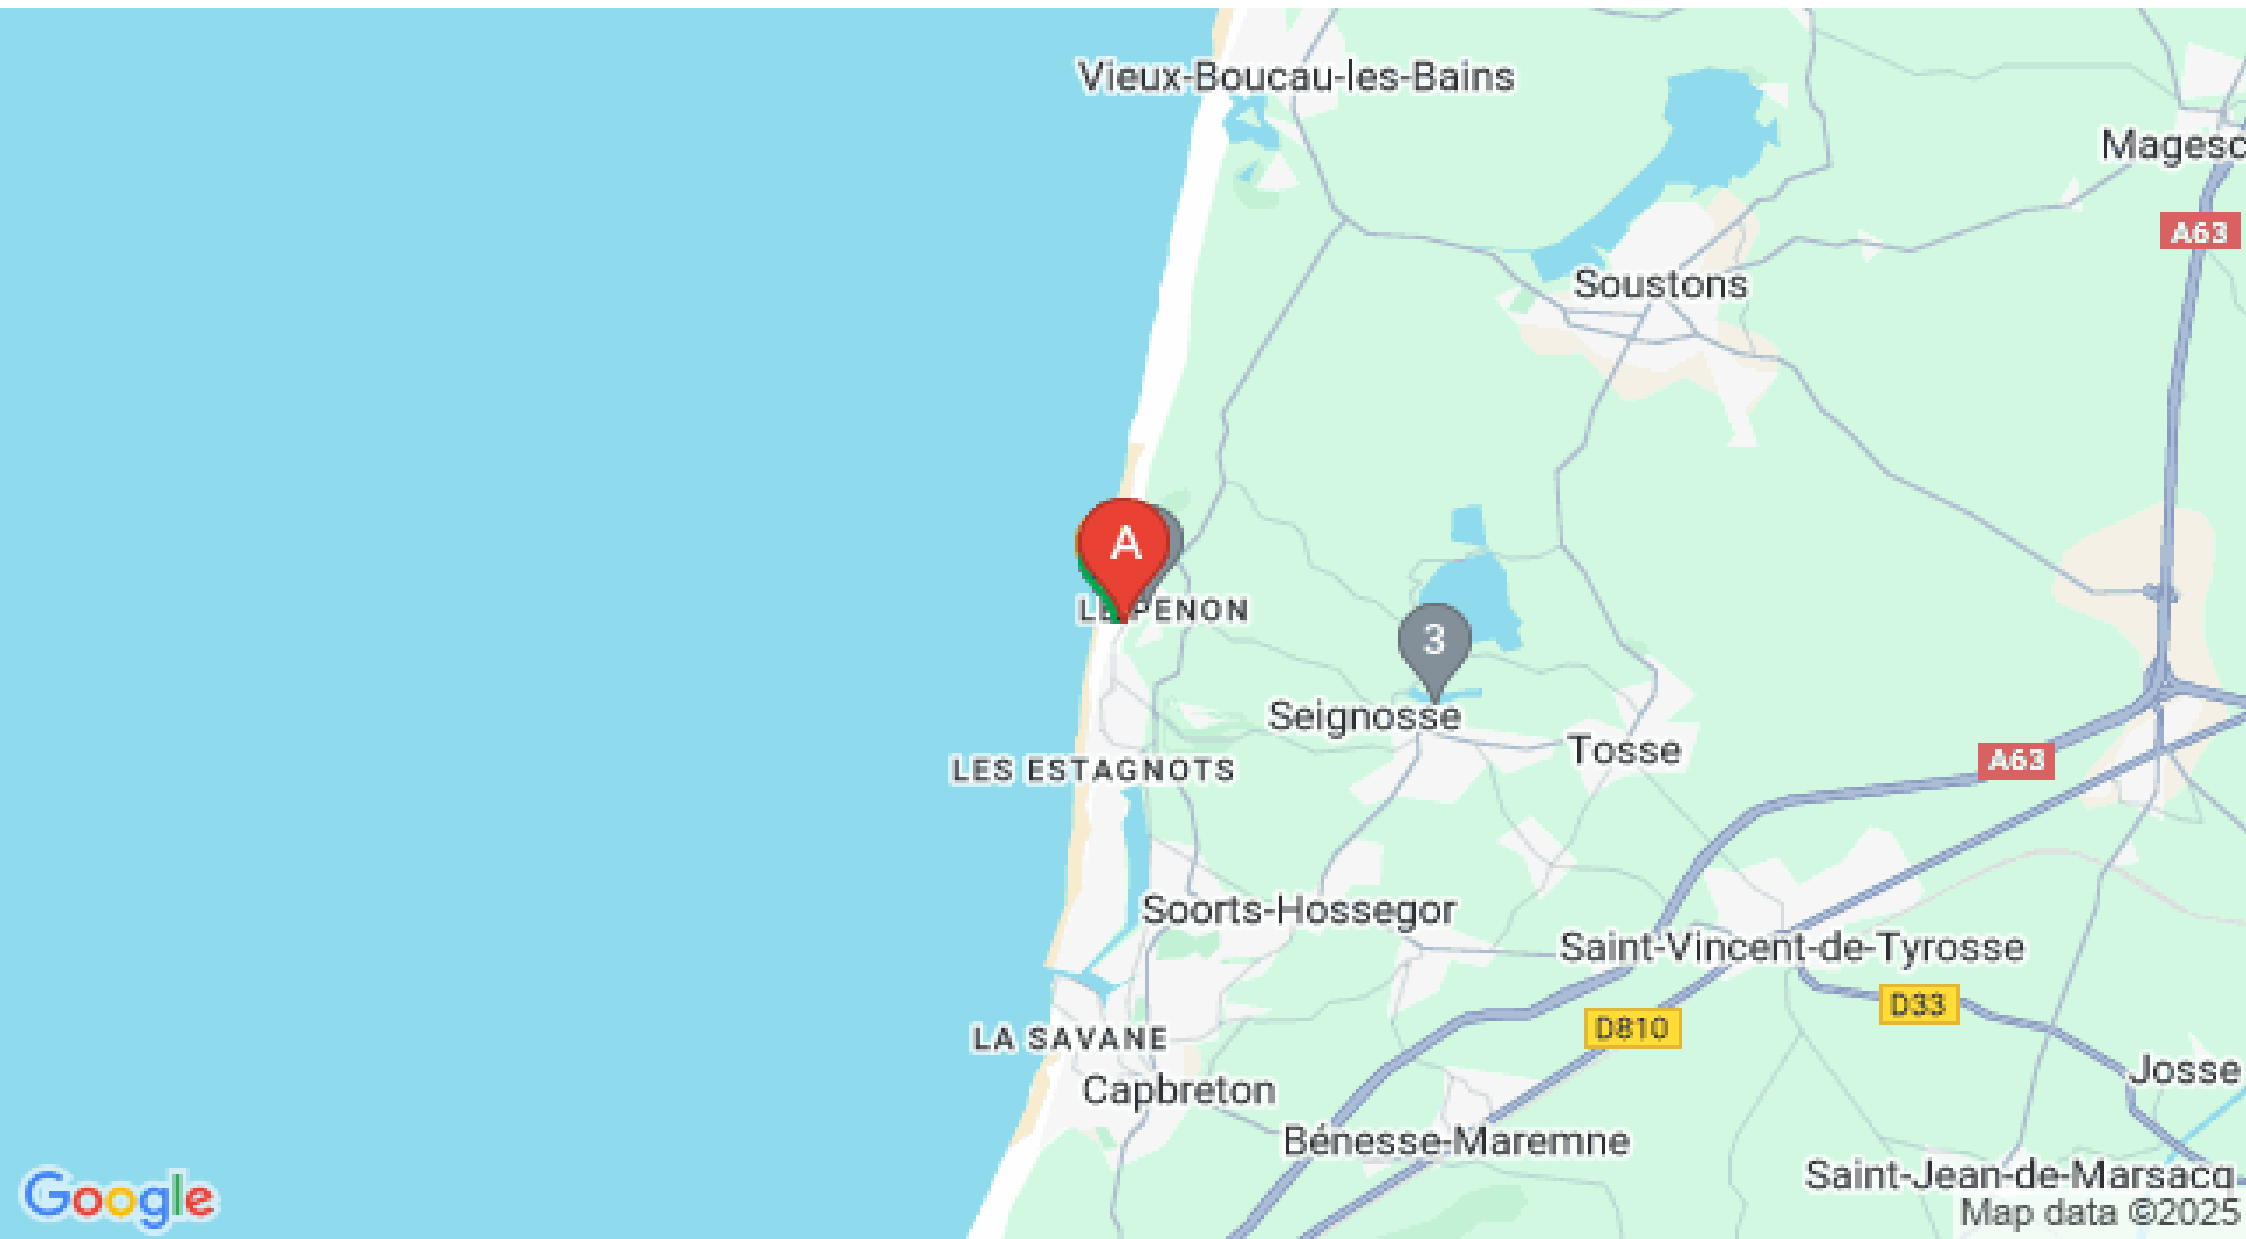 Vieux-Boucau-les-Bains
Magesc
A63
Soustons
A
LE PENON
3
Seignosse
Tosse
LES ESTAGNOTS
A63
Soorts-Hossegor
Saint-Vincent-de-Tyrosse
D33
D810
LA SAVANE
Josse
Capbreton
Bénesse-Maremne
Saint-Jean-de-Marsacq
Google
Map data ©2025